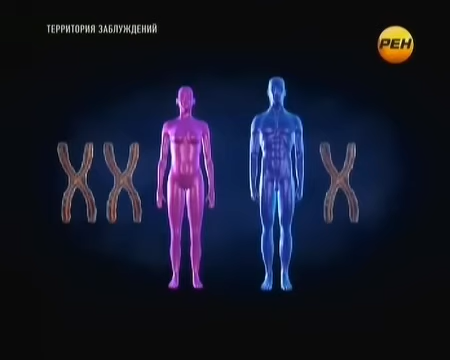 ТЕРРИТОРИЯ ЗАБЛУЖДЕНИЙ
РЕН